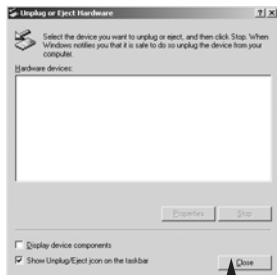 Unplug or Eject Hardware
Select the device you want to unplug or eject, and then click Stop. When
Windows notifies you that it is safe to do so unplug the device from your
computer.
Hardware devices:
Properties
Stop
Display device components
Show Unplug/Eject icon on the taskbar
Close